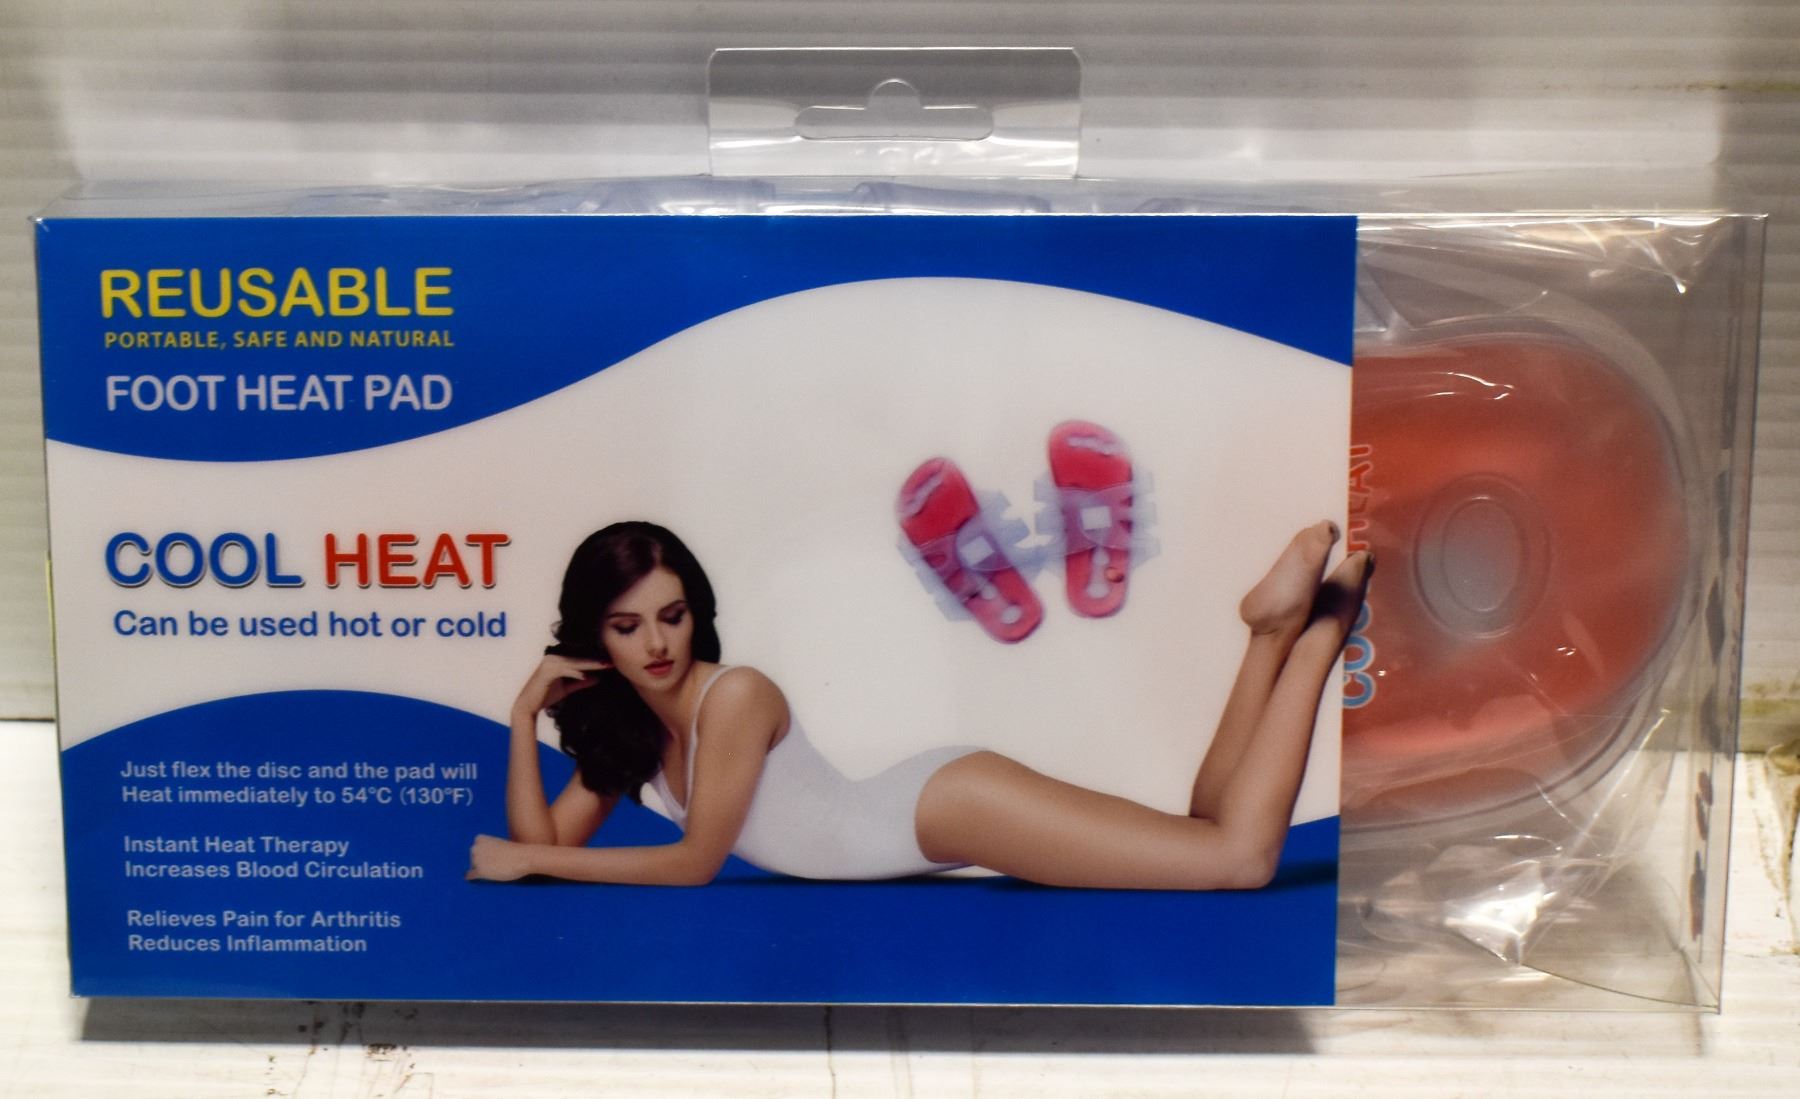 REUSABLE
PORTABLE, SAFE AND NATURAL
FOOT HEAT PAD
COOL HEAT
Can be used hot or cold
Just flex the disc and the pad will
Heat immediately to 54°C (130°F)
Instant Heat Therapy
Increases Blood Circulation
Relieves Pain for Arthritis
Reduces Inflammation
COOL HEAT